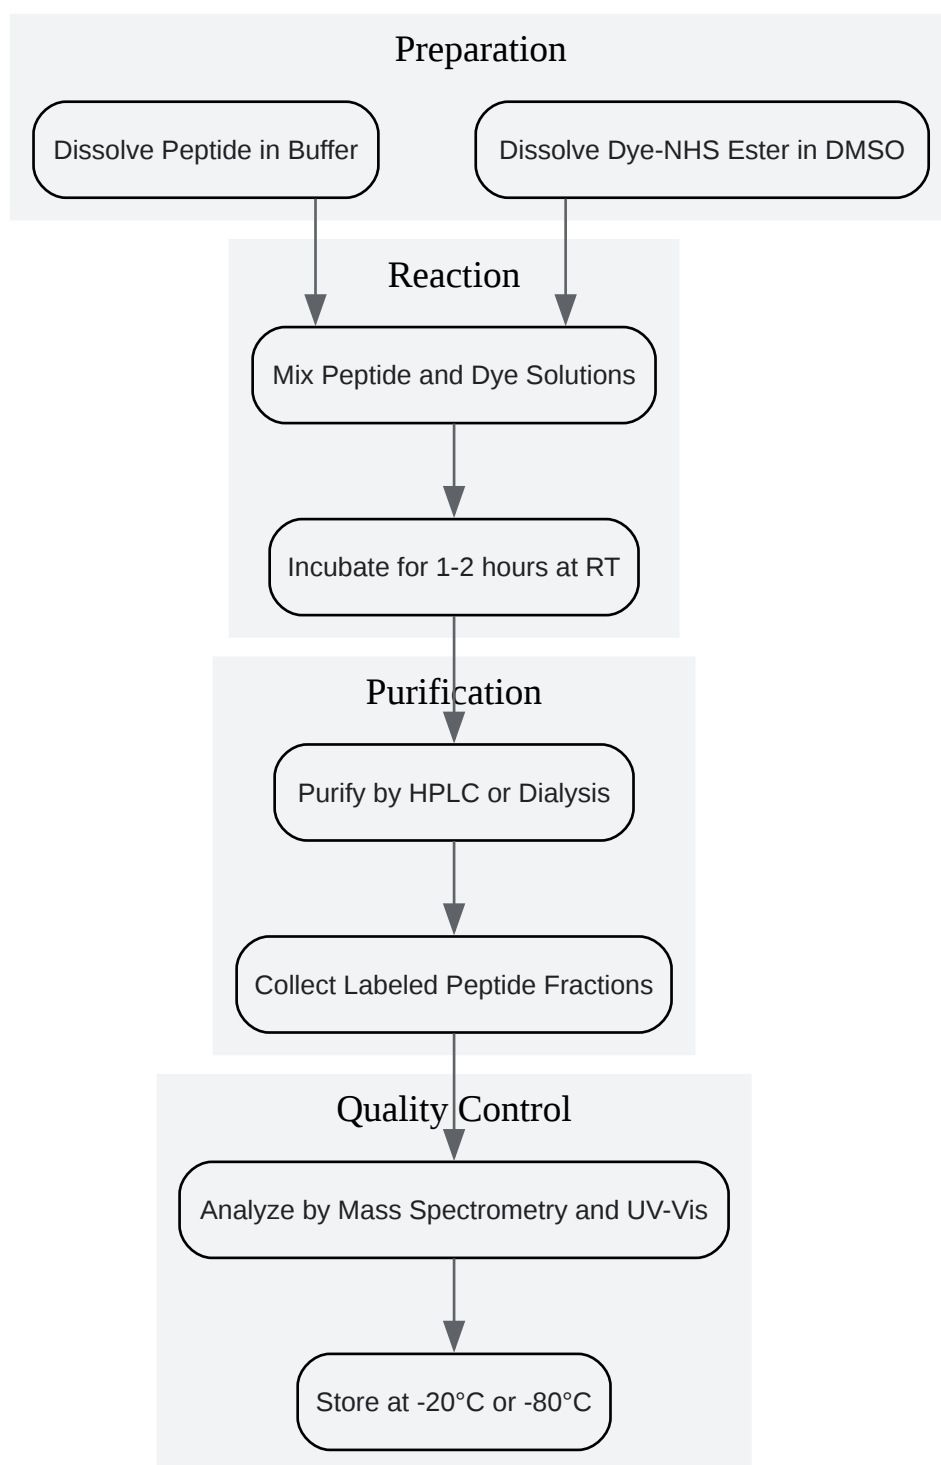 Preparation
Dissolve Peptide in Buffer
Dissolve Dye-NHS Ester in DMSO
Reaction
Mix Peptide and Dye Solutions
Incubate for 1-2 hours at RT
Purification
Purify by HPLC or Dialysis
Collect Labeled Peptide Fractions
Quality Control
Analyze by Mass Spectrometry and UV-Vis
Store at -20°C or -80°C